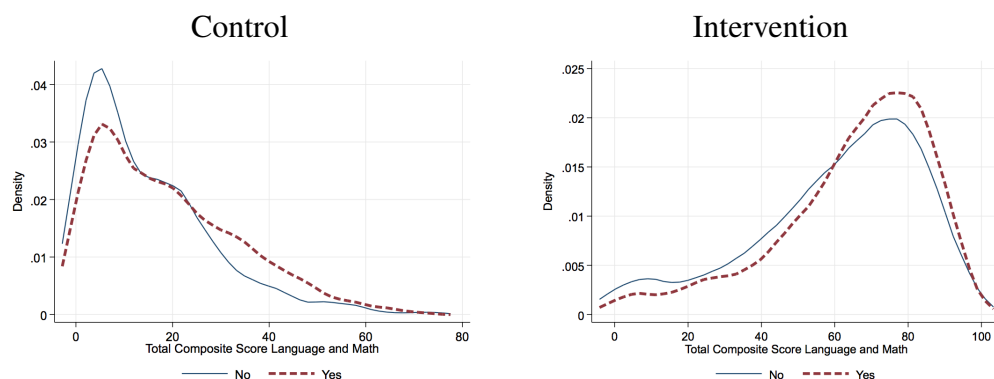 Control
.04
.03
.02
.01
0
Density
0 20 40 60 80
Total Composite Score Language and Math
No Yes
Intervention
.025
.02
.015
.01
.005
0
Density
0 20 40 60 80 100
Total Composite Score Language and Math
No Yes